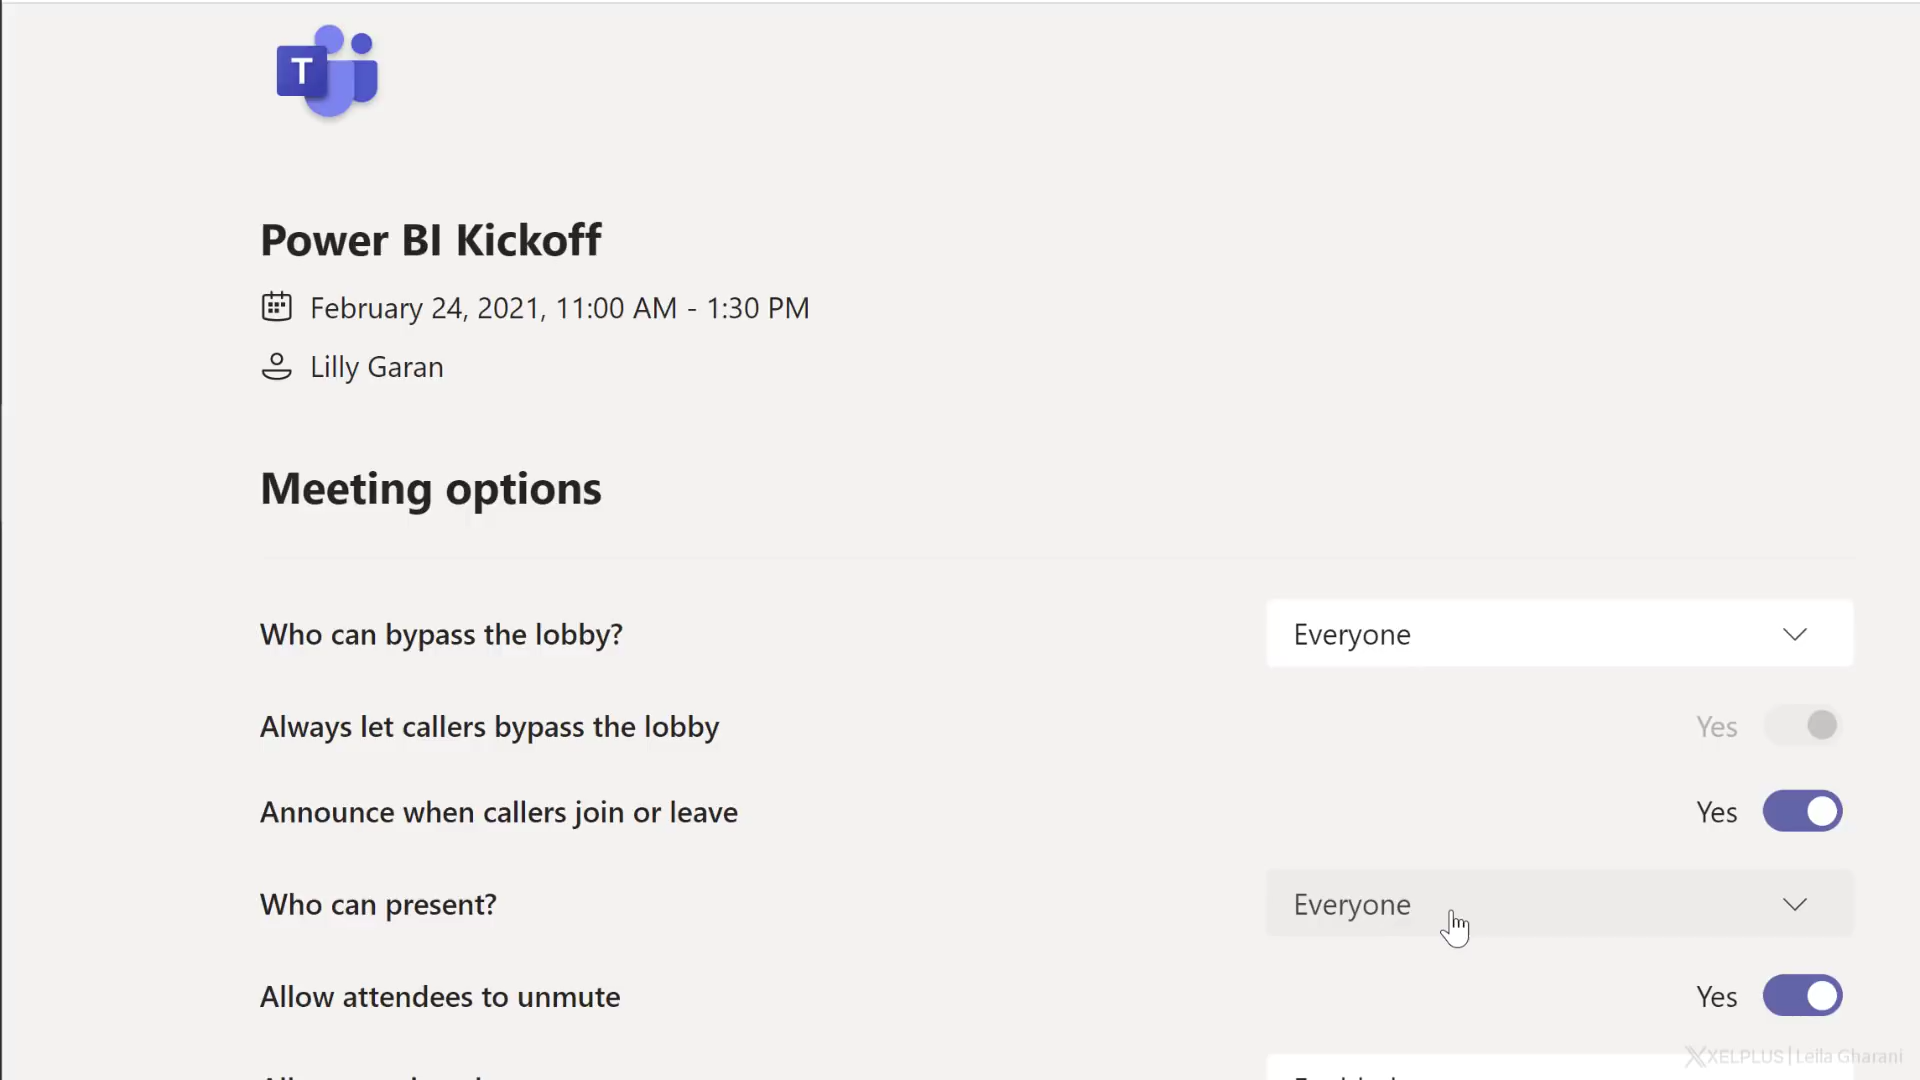 T
Power BI Kickoff
February 24, 2021, 11:00 AM - 1:30 PM
Lilly Garan
Meeting options
Who can bypass the lobby? Everyone
Always let callers bypass the lobby Yes
Announce when callers join or leave Yes
Who can present? Everyone
Allow attendees to unmute Yes
XELPLUS | Leila Gharani